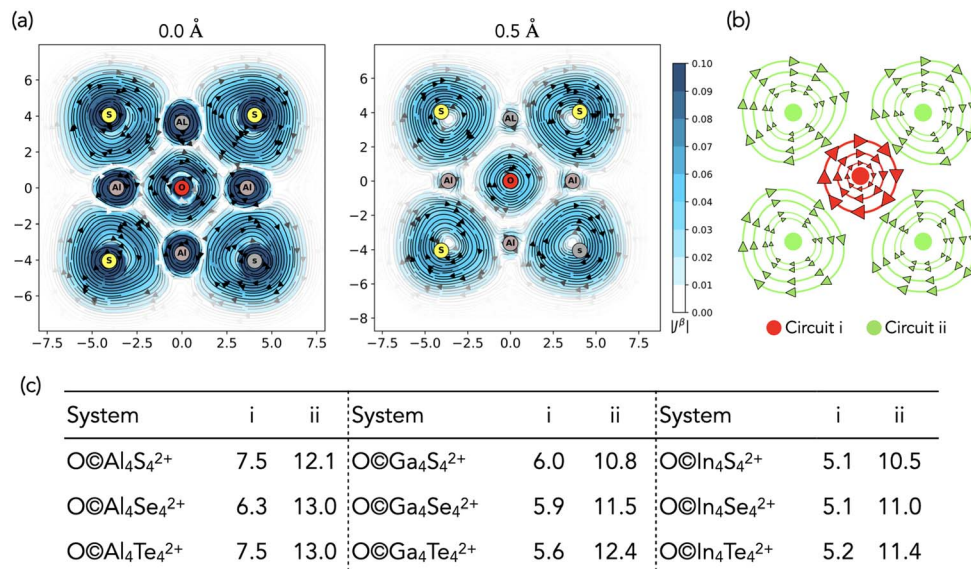 (a)
0.0 Å
0.5 Å
(b)
6
4
2
0
−2
−4
−6
S
AL
S
Al
O
Al
S
Al
s
−7.5 −5.0 −2.5 0.0 2.5 5.0 7.5
6
4
2
0
−2
−4
−6
−8
S
Al
S
Al
O
Al
S
Al
s
−7.5 −5.0 −2.5 0.0 2.5 5.0 7.5
0.10
0.09
0.08
0.07
0.06
0.05
0.04
0.03
0.02
0.01
0.00
|J^β|
Circuit i Circuit ii
(c)
System i ii System i ii System i ii
O©Al₄S₄²⁺ 7.5 12.1 O©Ga₄S₄²⁺ 6.0 10.8 O©In₄S₄²⁺ 5.1 10.5
O©Al₄Se₄²⁺ 6.3 13.0 O©Ga₄Se₄²⁺ 5.9 11.5 O©In₄Se₄²⁺ 5.1 11.0
O©Al₄Te₄²⁺ 7.5 13.0 O©Ga₄Te₄²⁺ 5.6 12.4 O©In₄Te₄²⁺ 5.2 11.4